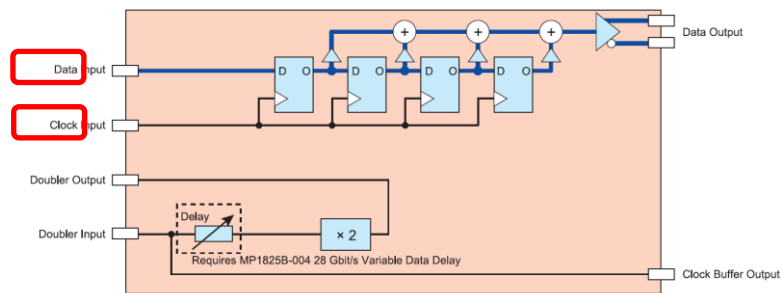 Data Output
D O D O D O D O
Data Input
Clock Input
Doubler Output
Delay
Doubler Input
× 2
Requires MP1825B-004 28 Gbit/s Variable Data Delay
Clock Buffer Output